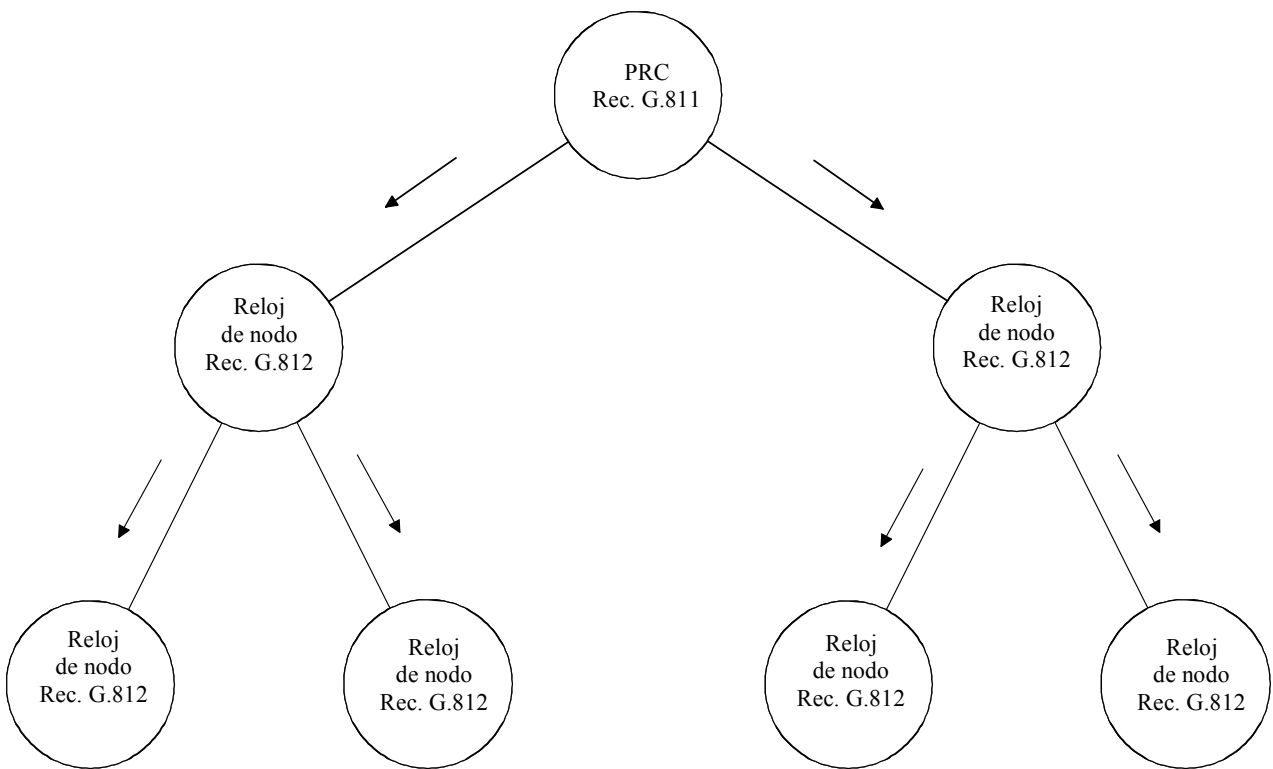 PRC
Rec. G.811
Reloj
de nodo
Rec. G.812
Reloj
de nodo
Rec. G.812
Reloj
de nodo
Rec. G.812
Reloj
de nodo
Rec. G.812
Reloj
de nodo
Rec. G.812
Reloj
de nodo
Rec. G.812